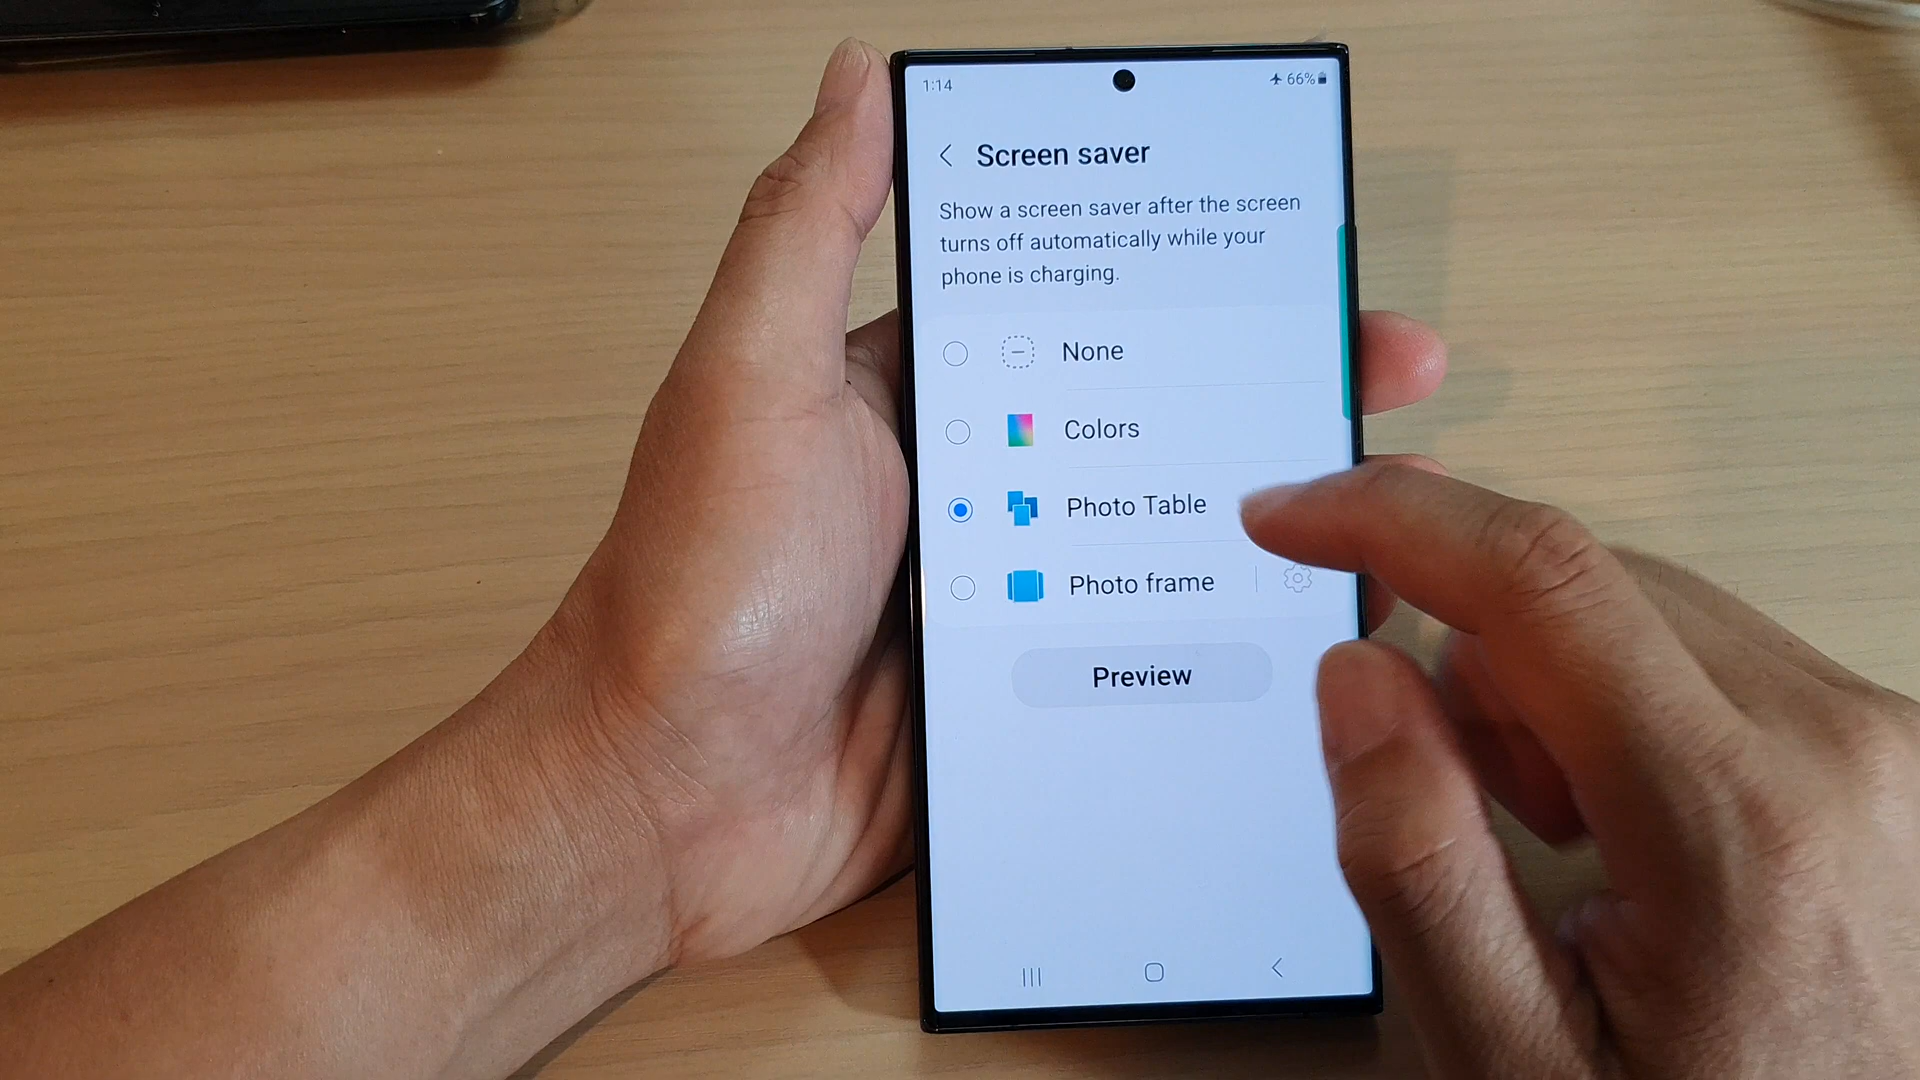 1:14
66%
Screen saver
Show a screen saver after the screen
turns off automatically while your
phone is charging.
None
Colors
Photo Table
Photo frame
Preview